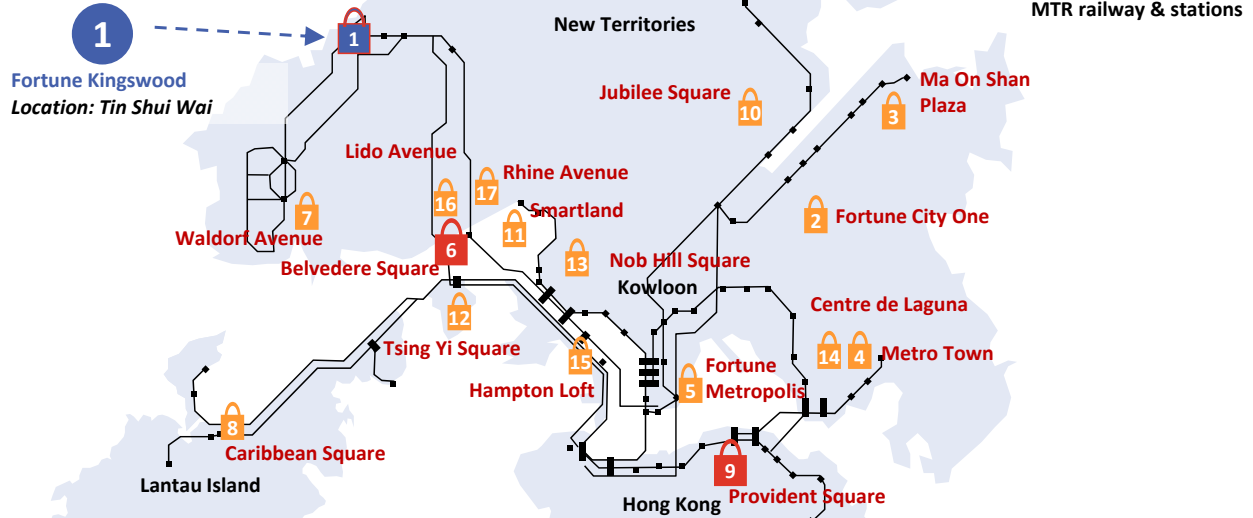 New Territories
MTR railway & stations
1
1
Fortune Kingswood
Location: Tin Shui Wai
Jubilee Square
10
Ma On Shan
Plaza
3
Lido Avenue
Rhine Avenue
16
17
7
Smartland
11
2
Fortune City One
Waldorf Avenue
6
13
Belvedere Square
Nob Hill Square
Kowloon
12
Centre de Laguna
Tsing Yi Square
15
14
4
Metro Town
Hampton Loft
5
Fortune
Metropolis
8
Caribbean Square
9
Lantau Island
Hong Kong
Provident Square